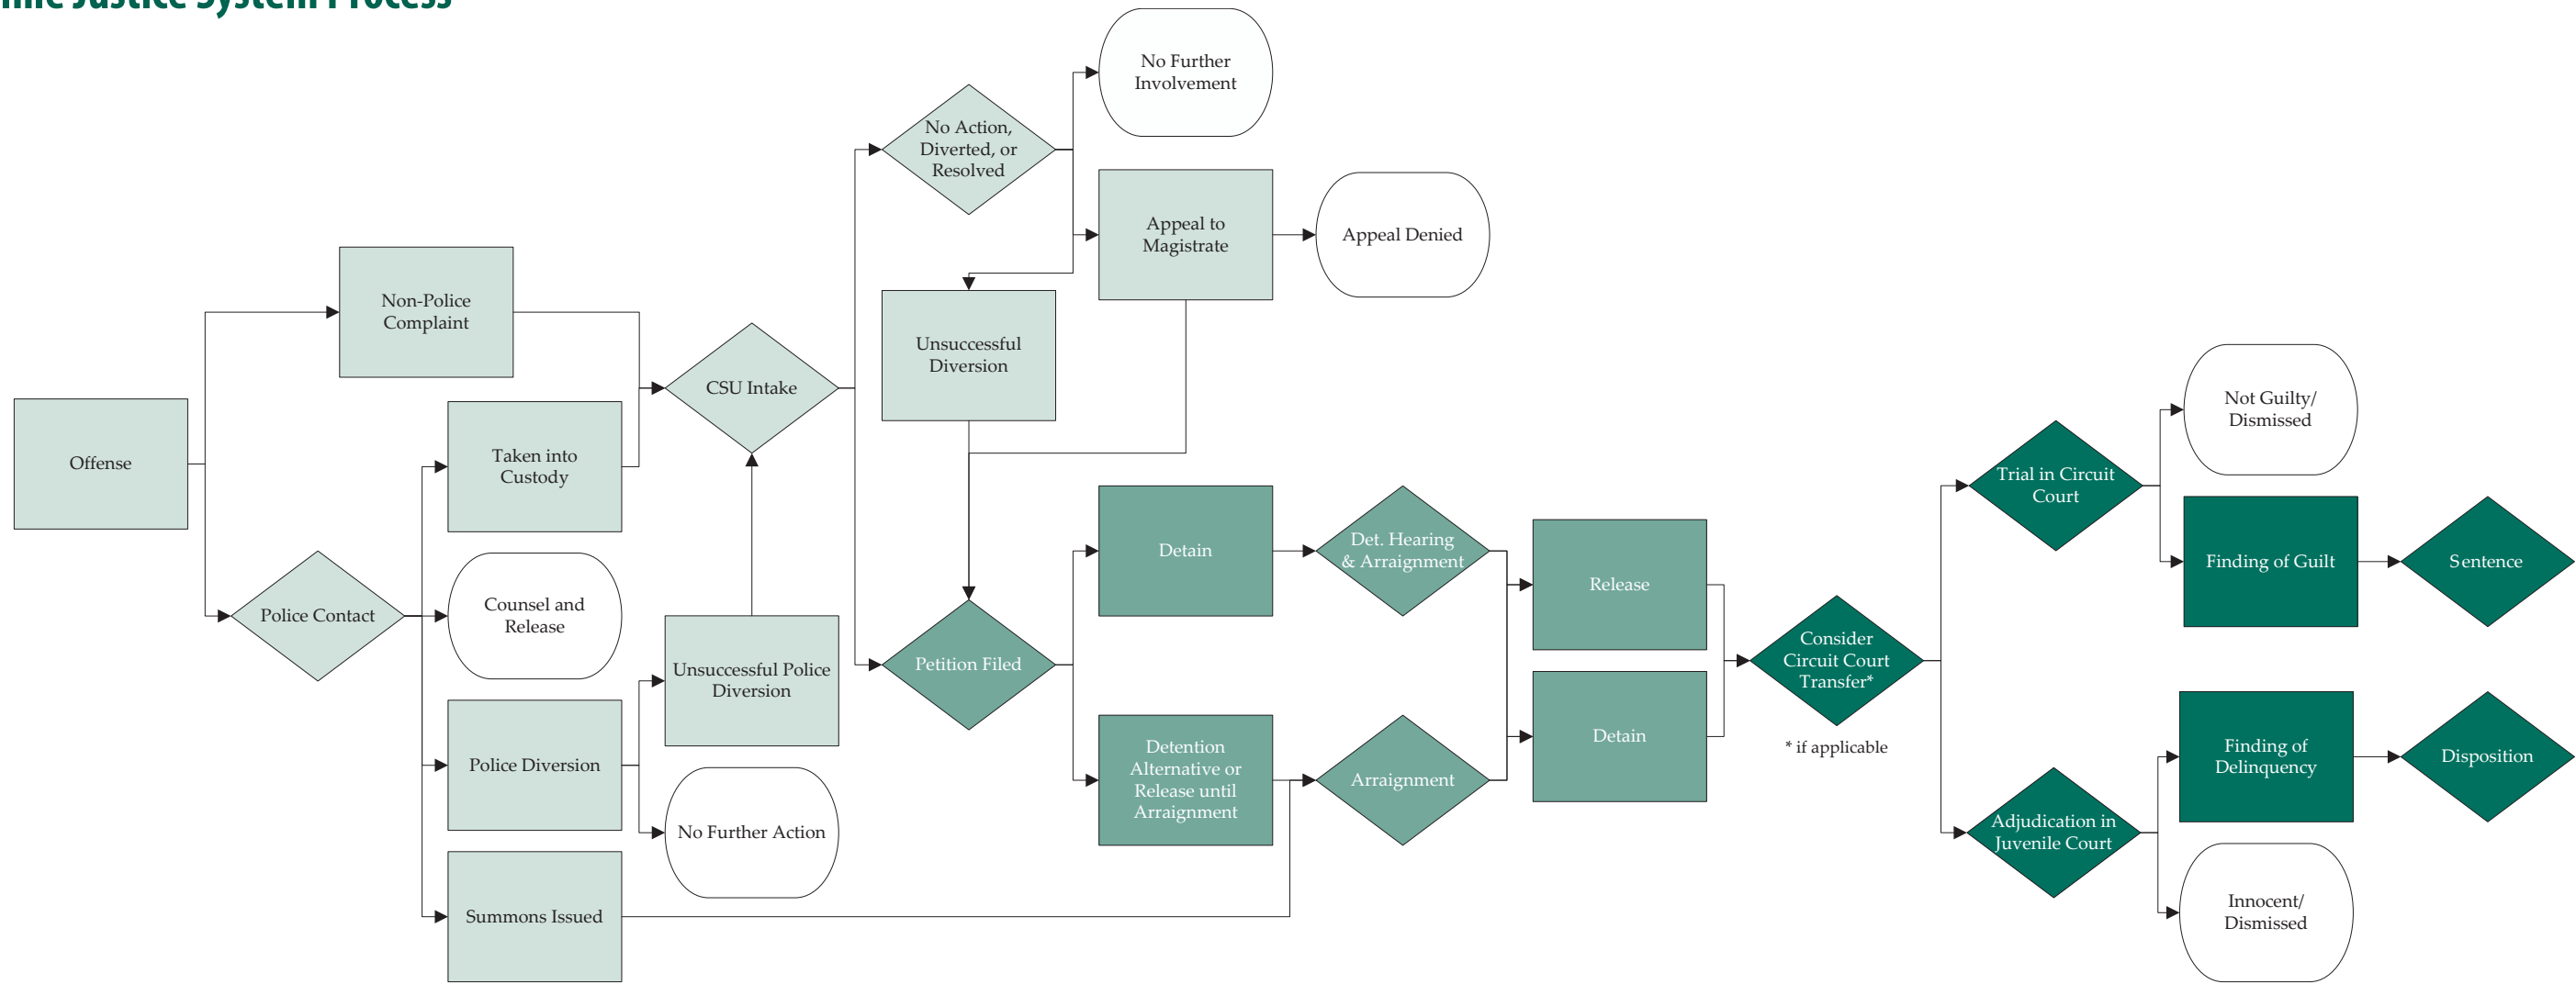 Justice System Process
No Further
Involvement
No Action,
Diverted, or
Resolved
Appeal to
Magistrate
Appeal Denied
Non-Police
Complaint
Unsuccessful
Diversion
CSU Intake
Offense
Taken into
Custody
Police Contact
Counsel and
Release
Unsuccessful Police
Diversion
Police Diversion
No Further Action
Summons Issued
Petition Filed
Detain
Det. Hearing
& Arraignment
Release
Detention
Alternative or
Release until
Arraignment
Arraignment
Detain
Consider
Circuit Court
Transfer*
* if applicable
Trial in Circuit
Court
Not Guilty/
Dismissed
Finding of Guilt
Sentence
Adjudication in
Juvenile Court
Finding of
Delinquency
Disposition
Innocent/
Dismissed